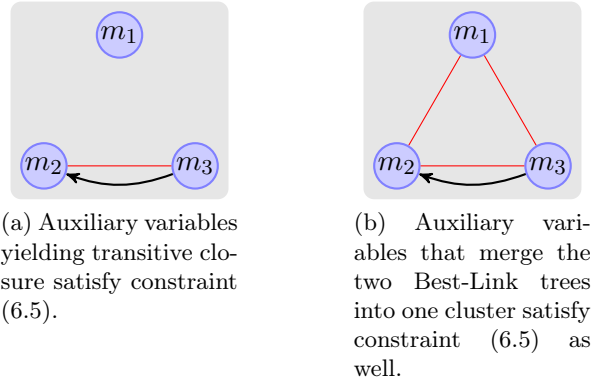 m1
m2
m3
(a) Auxiliary variables
yielding transitive clo-
sure satisfy constraint
(6.5).
m1
m2
m3
(b) Auxiliary vari-
ables that merge the
two Best-Link trees
into one cluster satisfy
constraint (6.5) as
well.